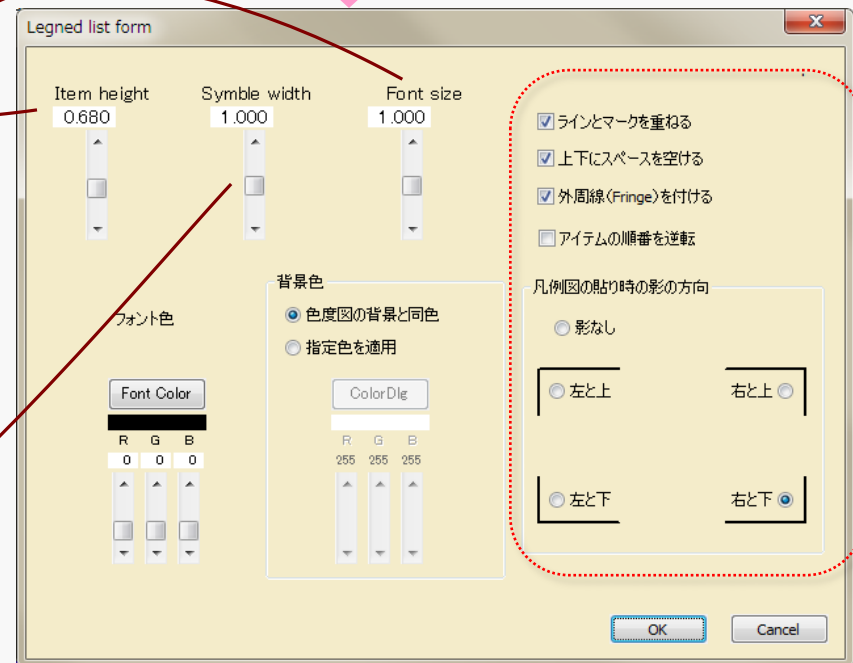 Legned list form
Item height Symble width Font size
0.680 1.000 1.000
ラインとマークを重ねる
上下にスペースを空ける
外周線(Fringe)を付ける
アイテムの順番を逆転
フォント色
Font Color
R G B
0 0 0
背景色
色度図の背景と同色
指定色を適用
ColorDlg
R G B
255 255 255
凡例図の貼り時の影の方向
影なし
左と上 右と上
左と下 右と下
OK Cancel